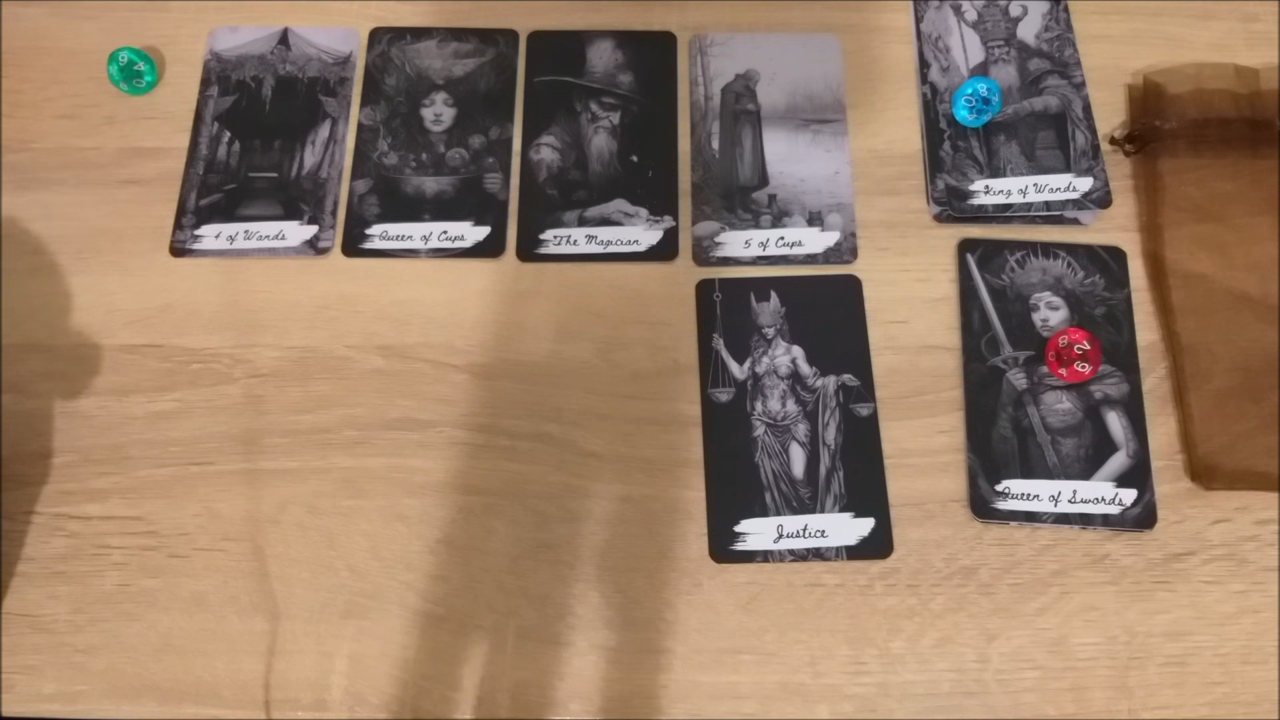 4 of Wands
Queen of Cups
The Magician
5 of Cups
King of Wands
Justice
Queen of Swords